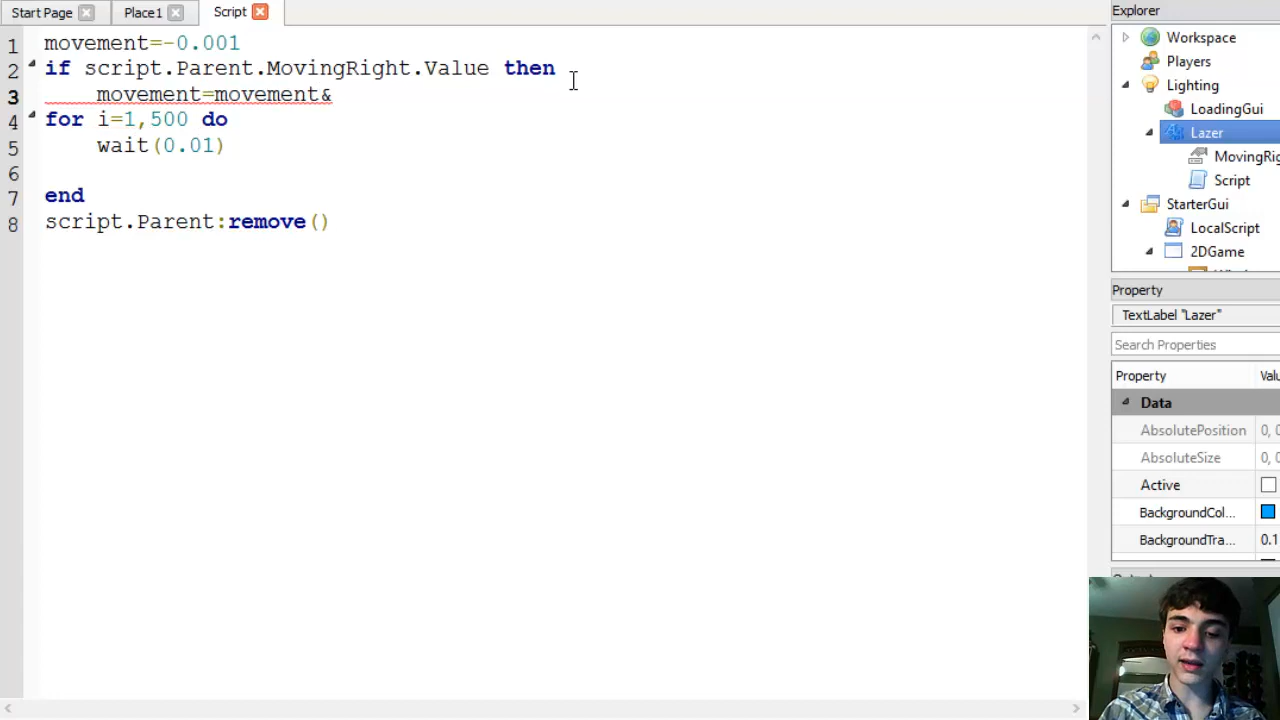 Start Page
Place1
Script
1 movement=-0.001
2 if script.Parent.MovingRight.Value then
3 movement=movement&
4 for i=1,500 do
5 wait(0.01)
6
7 end
8 script.Parent:remove()
Explorer
Workspace
Players
Lighting
LoadingGui
Lazer
MovingRig
Script
StarterGui
LocalScript
2DGame
Property
TextLabel "Lazer"
Search Properties
Property Valu
Data
AbsolutePosition 0, 0
AbsoluteSize 0, 0
Active
BackgroundCol...
BackgroundTra... 0.1